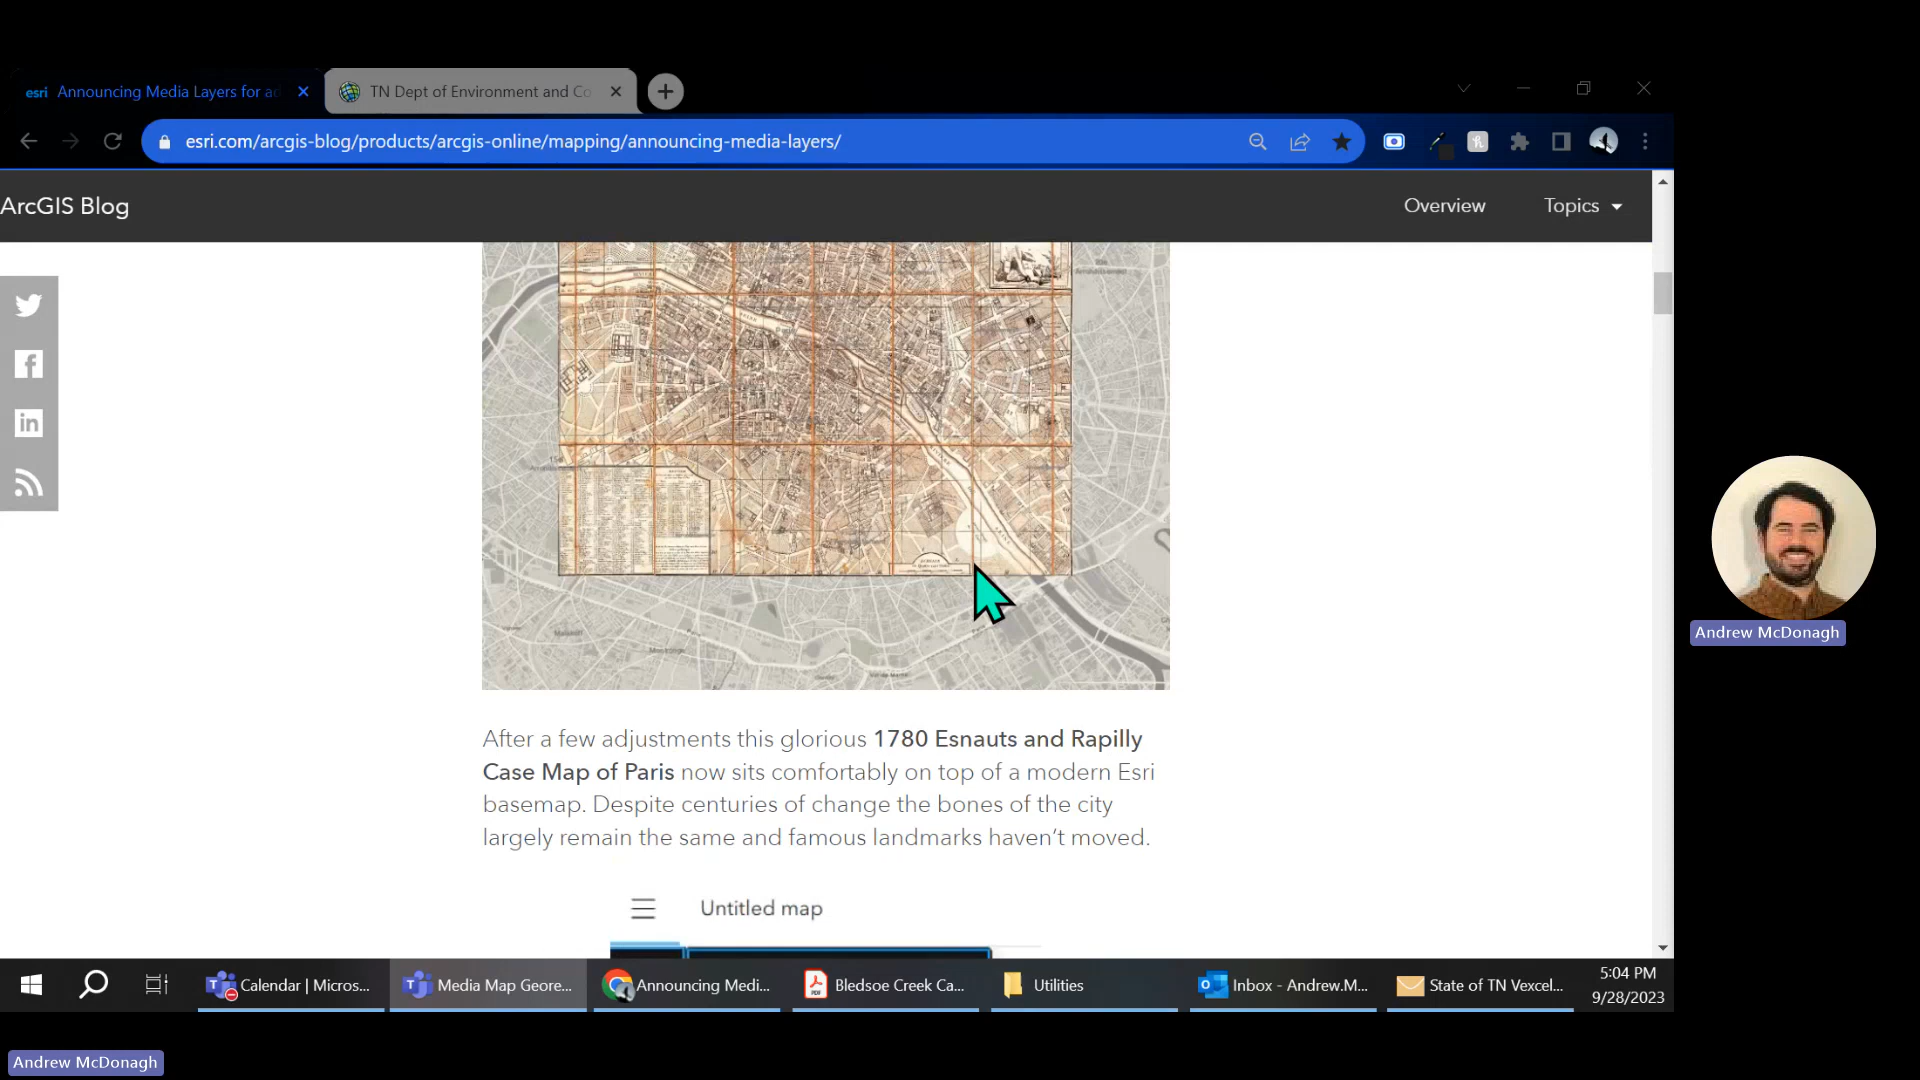 esri Announcing Media Layers for ad
TN Dept of Environment and Co
esri.com/arcgis-blog/products/arcgis-online/mapping/announcing-media-layers/
ArcGIS Blog
Overview
Topics
After a few adjustments this glorious 1780 Esnauts and Rapilly
Case Map of Paris now sits comfortably on top of a modern Esri
basemap. Despite centuries of change the bones of the city
largely remain the same and famous landmarks haven't moved.
Untitled map
Andrew McDonagh
Calendar | Micros...
Media Map Geore...
Announcing Medi...
Bledsoe Creek Ca...
Utilities
Inbox - Andrew.M...
State of TN Vexcel...
5:04 PM
9/28/2023
Andrew McDonagh